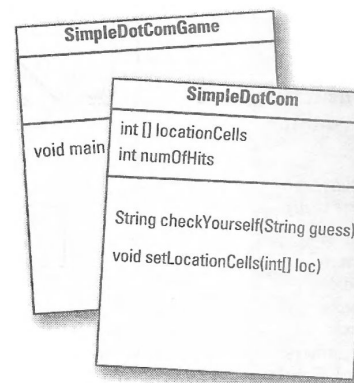 SimpleDotComGame
void main
SimpleDotCom
int [] locationCells
int numOfHits
String checkYourself(String guess)
void setLocationCells(int[] loc)